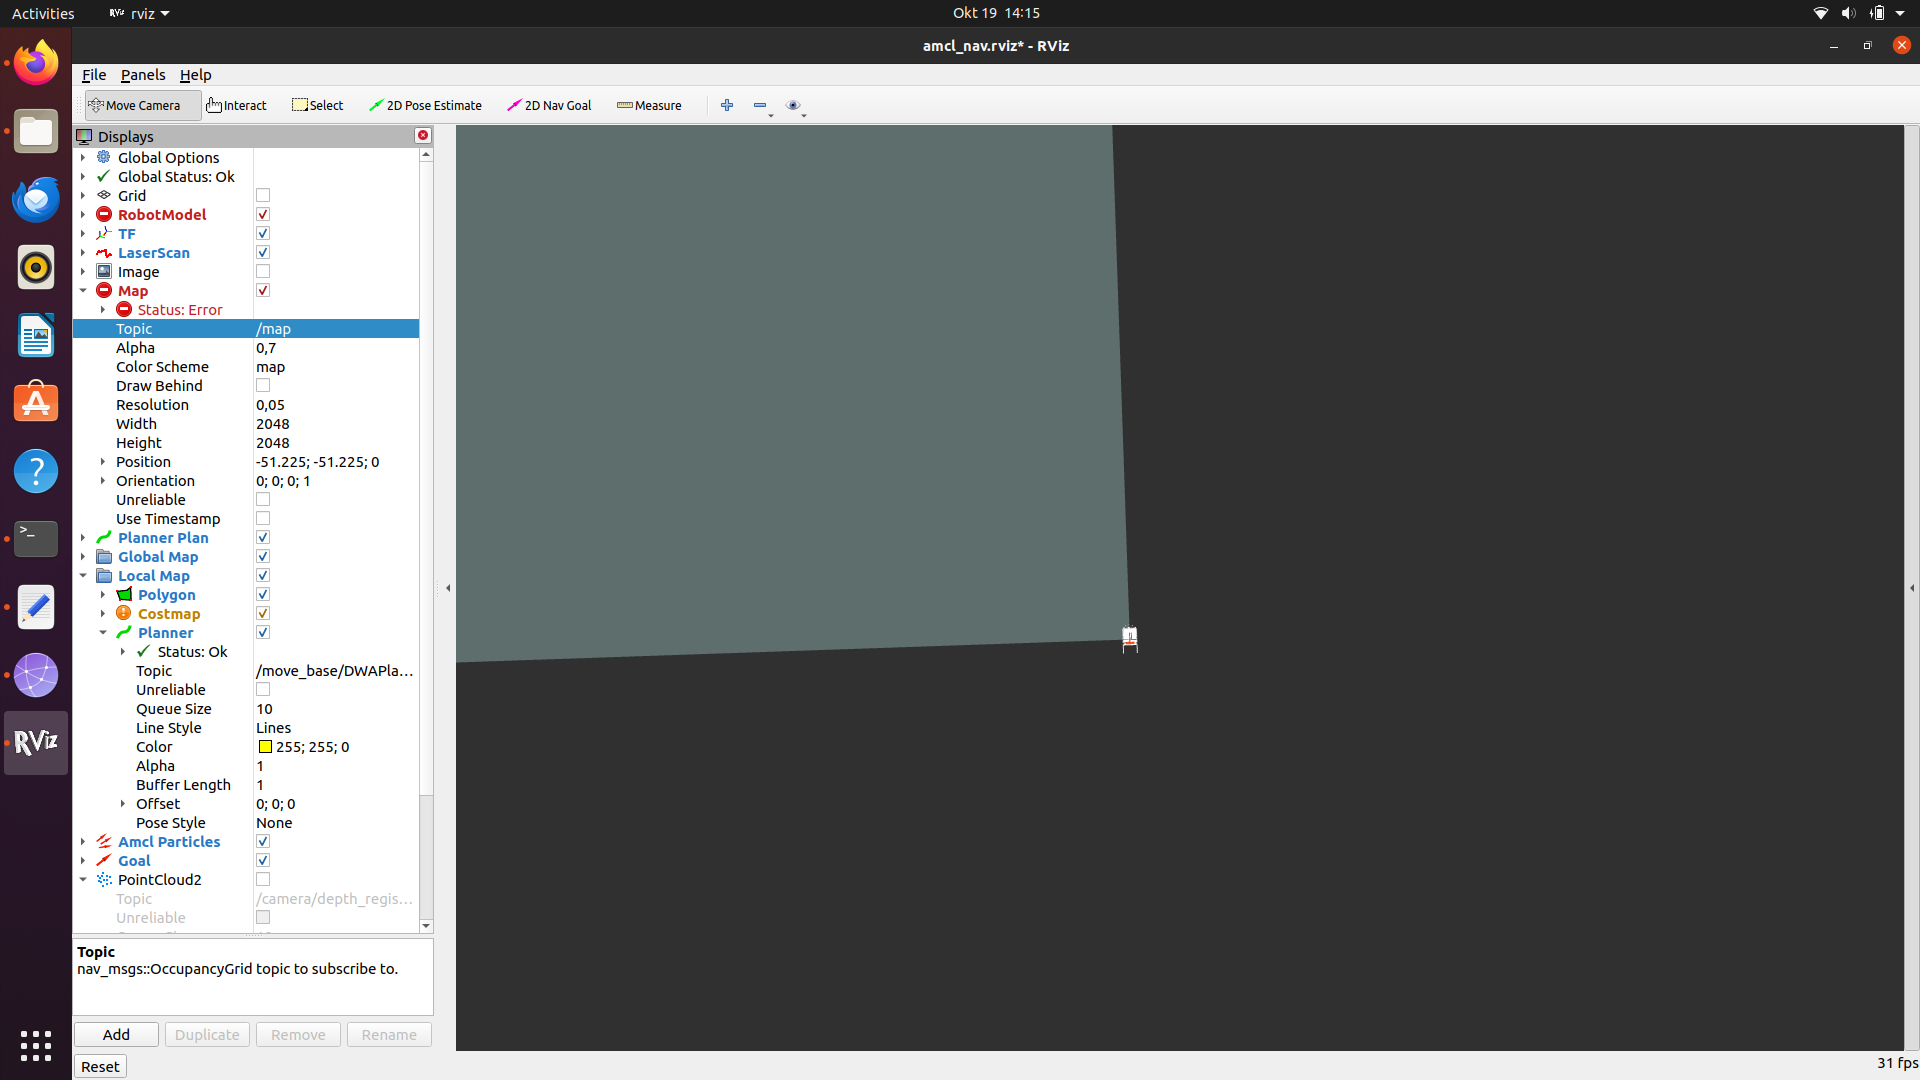 Activities
RViz rviz
Okt 19 14:15
amcl_nav.rviz* - RViz
File Panels Help
Move Camera Interact Select 2D Pose Estimate 2D Nav Goal Measure
Displays
Global Options
Global Status: Ok
Grid
RobotModel
TF
LaserScan
Image
Map
Status: Error
Topic /map
Alpha 0,7
Color Scheme map
Draw Behind
Resolution 0,05
Width 2048
Height 2048
Position -51.225; -51.225; 0
Orientation 0; 0; 0; 1
Unreliable
Use Timestamp
Planner Plan
Global Map
Local Map
Polygon
Costmap
Planner
Status: Ok
Topic /move_base/DWAPla...
Unreliable
Queue Size 10
Line Style Lines
Color 255; 255; 0
Alpha 1
Buffer Length 1
Offset 0; 0; 0
Pose Style None
Amcl Particles
Goal
PointCloud2
Topic /camera/depth_regis...
Unreliable
Topic
nav_msgs::OccupancyGrid topic to subscribe to.
Add Duplicate Remove Rename
Reset
31 fps
RViz